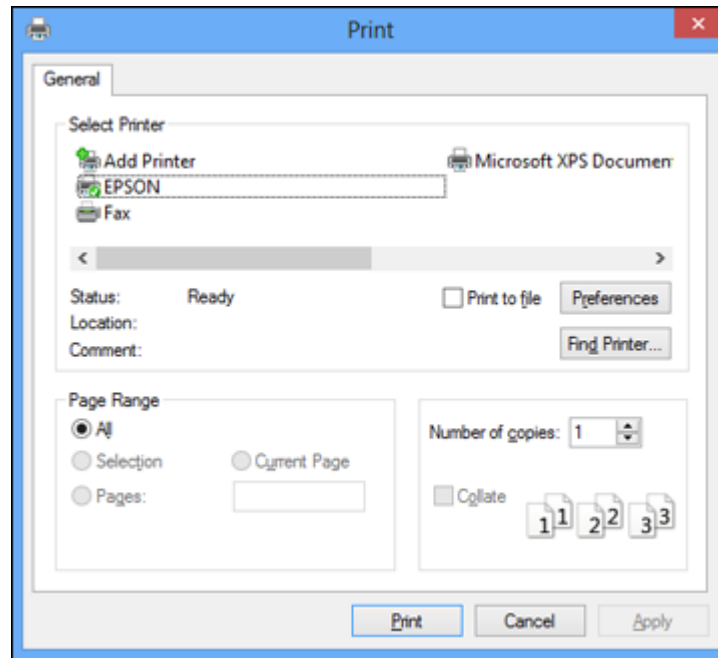 Print
General
Select Printer
Add Printer
Microsoft XPS Documen
EPSON
Fax
Status: Ready
Print to file
Preferences
Location:
Comment:
Find Printer...
Page Range
All
Selection
Current Page
Pages:
Number of copies: 1
Collate
1 1 2 2 3 3
Print
Cancel
Apply